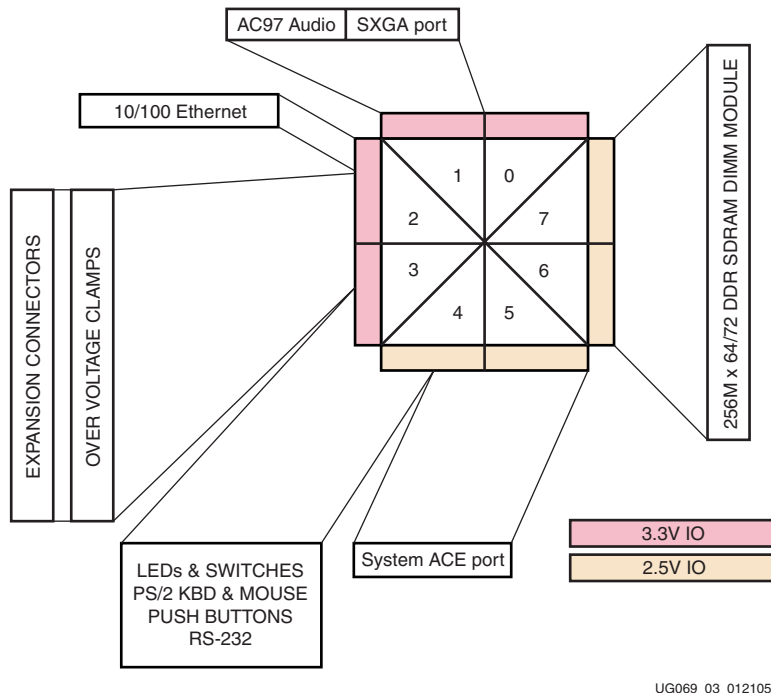 AC97 Audio
SXGA port
10/100 Ethernet
256M x 64/72 DDR SDRAM DIMM MODULE
1
0
2
7
3
6
4
5
EXPANSION CONNECTORS
OVER VOLTAGE CLAMPS
LEDs & SWITCHES
PS/2 KBD & MOUSE
PUSH BUTTONS
RS-232
System ACE port
3.3V IO
2.5V IO
UG069_03_012105